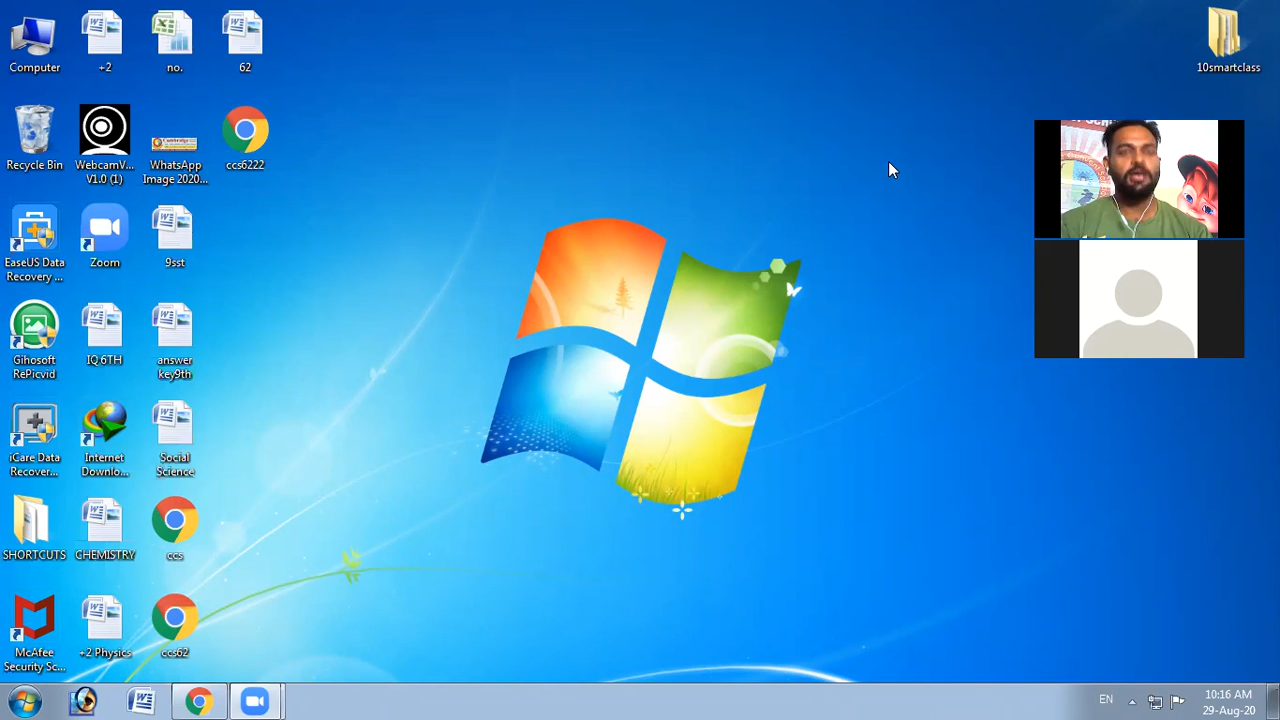 Computer
+2
no.
62
10smartclass
Recycle Bin
WebcamV...
V1.0 (1)
WhatsApp
Image 2020...
ccs6222
EaseUS Data
Recovery ...
Zoom
9sst
Gihosoft
RePicvid
IQ.6TH
answer
key9th
iCare Data
Recover...
Internet
Downlo...
Social
Science
SHORTCUTS
CHEMISTRY
ccs
McAfee
Security Sc...
+2 Physics
ccs62
EN
10:16 AM
29-Aug-20